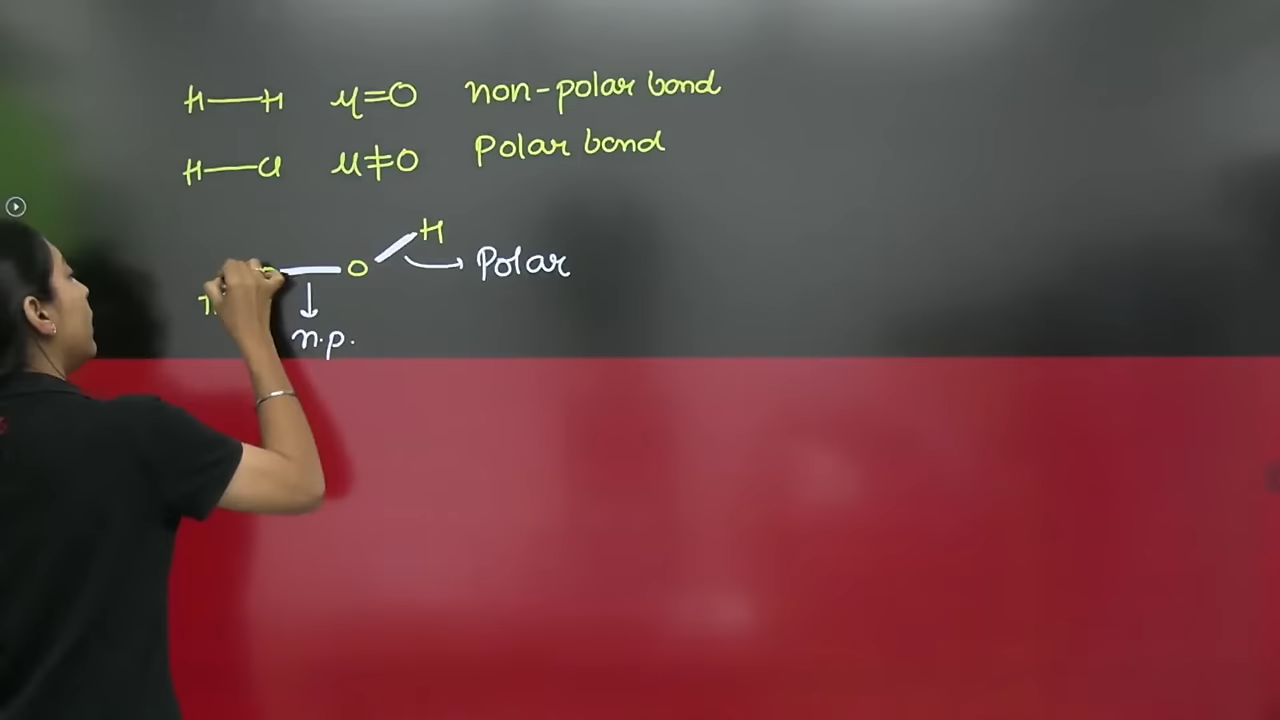 H—H μ=0 non-polar bond
H—Cl μ≠0 Polar bond
H
O → Polar
n.p.